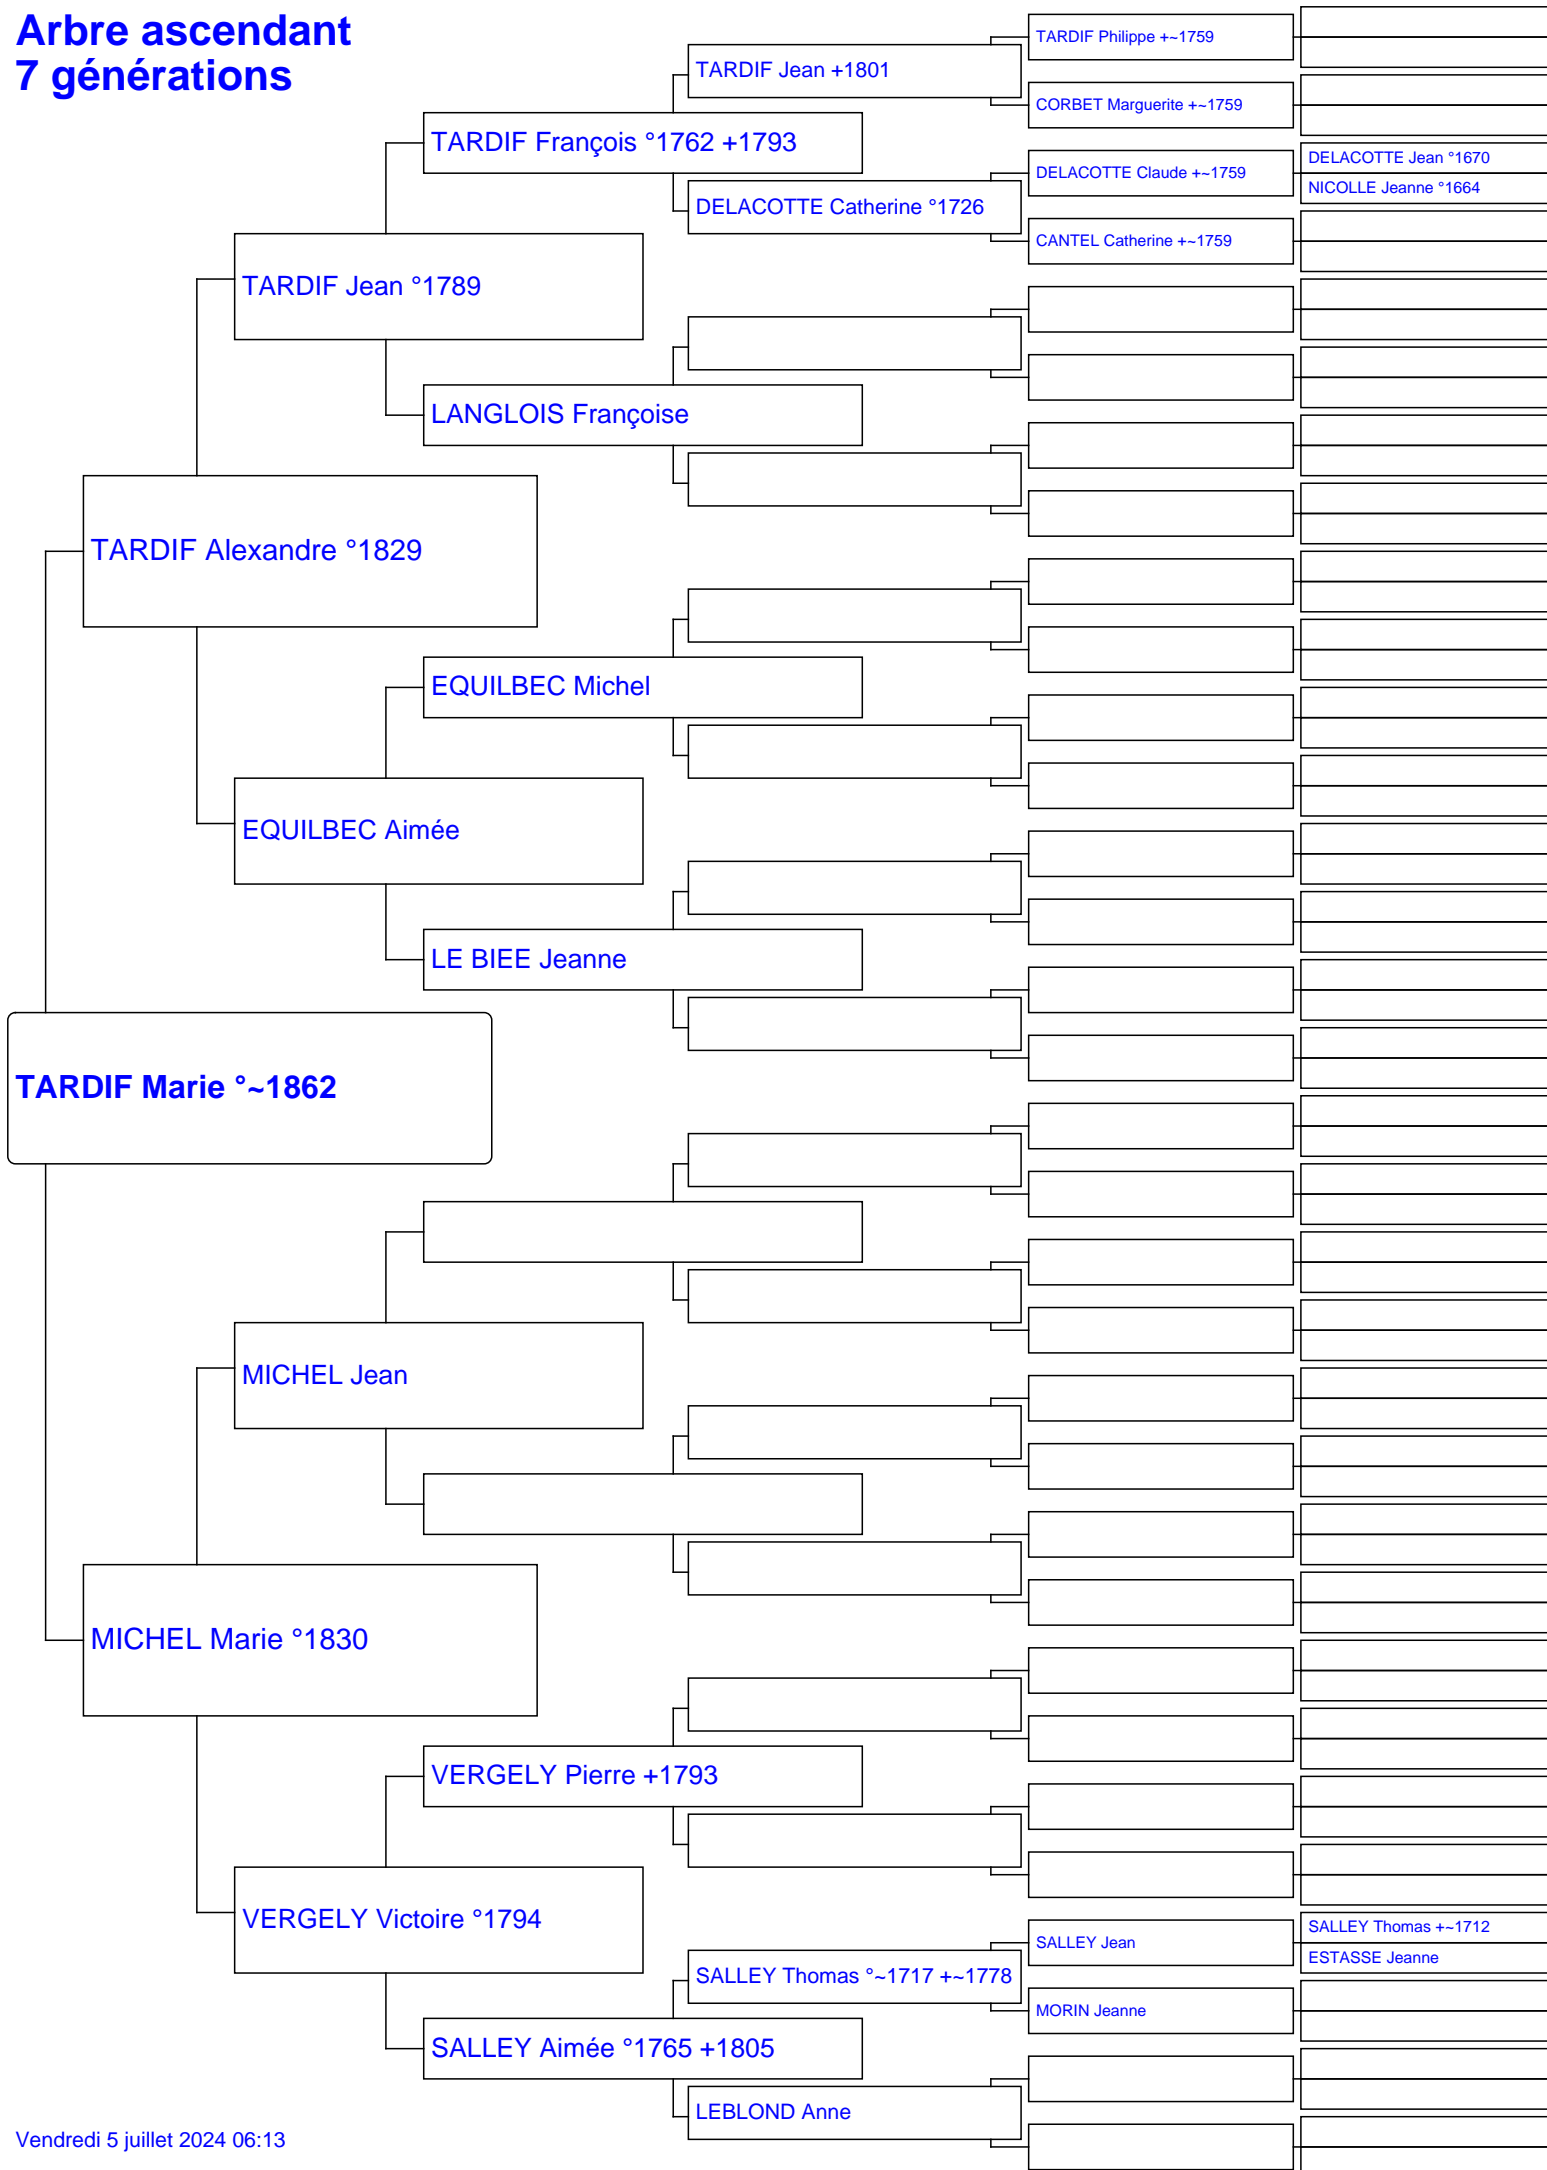 Arbre ascendant
7 générations
TARDIF Philippe +~1759
TARDIF Jean +1801
CORBET Marguerite +~1759
TARDIF François °1762 +1793
DELACOTTE Jean °1670
DELACOTTE Claude +~1759
NICOLLE Jeanne °1664
DELACOTTE Catherine °1726
CANTEL Catherine +~1759
TARDIF Jean °1789
LANGLOIS Françoise
TARDIF Alexandre °1829
EQUILBEC Michel
EQUILBEC Aimée
LE BIEE Jeanne
TARDIF Marie °~1862
MICHEL Jean
MICHEL Marie °1830
VERGELY Pierre +1793
VERGELY Victoire °1794
SALLEY Thomas +~1712
SALLEY Jean
ESTASSE Jeanne
SALLEY Thomas °~1717 +~1778
MORIN Jeanne
SALLEY Aimée °1765 +1805
LEBLOND Anne
Vendredi 5 juillet 2024 06:13